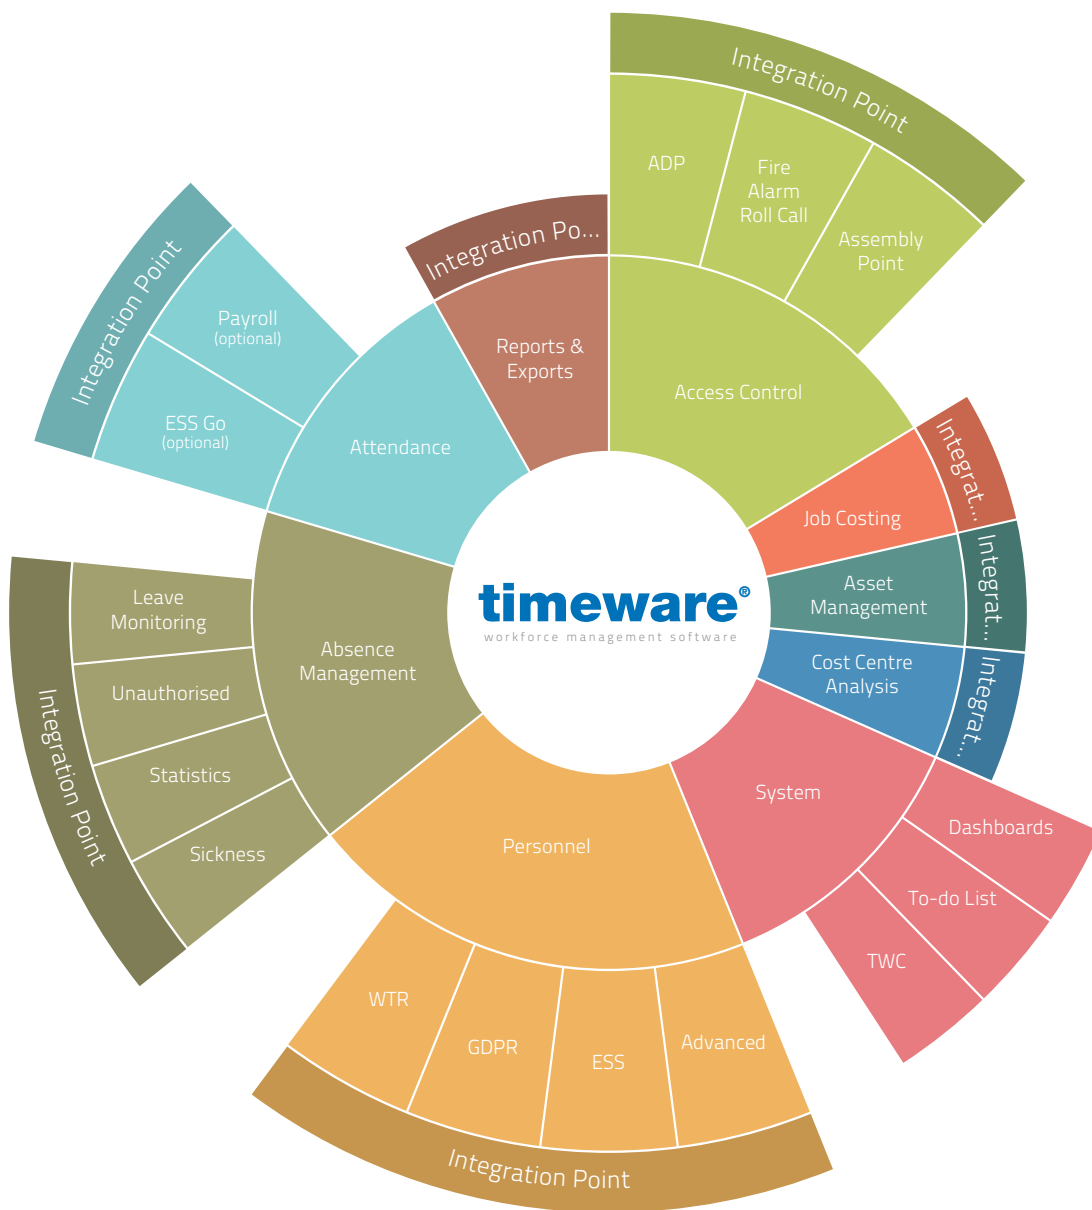 Integration Point
ADP
Fire
Alarm
Roll Call
Assembly
Point
Access Control
Integrat...
Job Costing
Integrat...
Asset
Management
Integrat...
Cost Centre
Analysis
System
Dashboards
To-do List
TWC
Personnel
Advanced
ESS
GDPR
WTR
Integration Point
Absence
Management
Sickness
Statistics
Unauthorised
Leave
Monitoring
Integration Point
Attendance
ESS Go
(optional)
Payroll
(optional)
Integration Point
Reports &
Exports
Integration Po...
timeware®
workforce management software